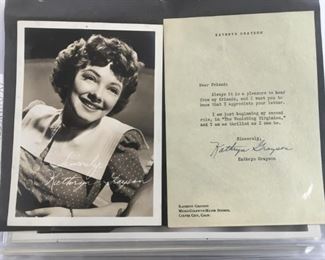 Sincerely,
Kathryn Grayson
KATHRYN GRAYSON
Dear Friend:
Always it is a pleasure to hear
from my friends, and I want you to
know that I appreciate your letter.
I am just beginning my second
role, in "The Vanishing Virginian,"
and I am as thrilled as I can be.
Sincerely,
Kathryn Grayson
Kathryn Grayson
KATHRYN GRAYSON
METRO-GOLDWYN-MAYER STUDIOS
CULVER CITY, CALIF.